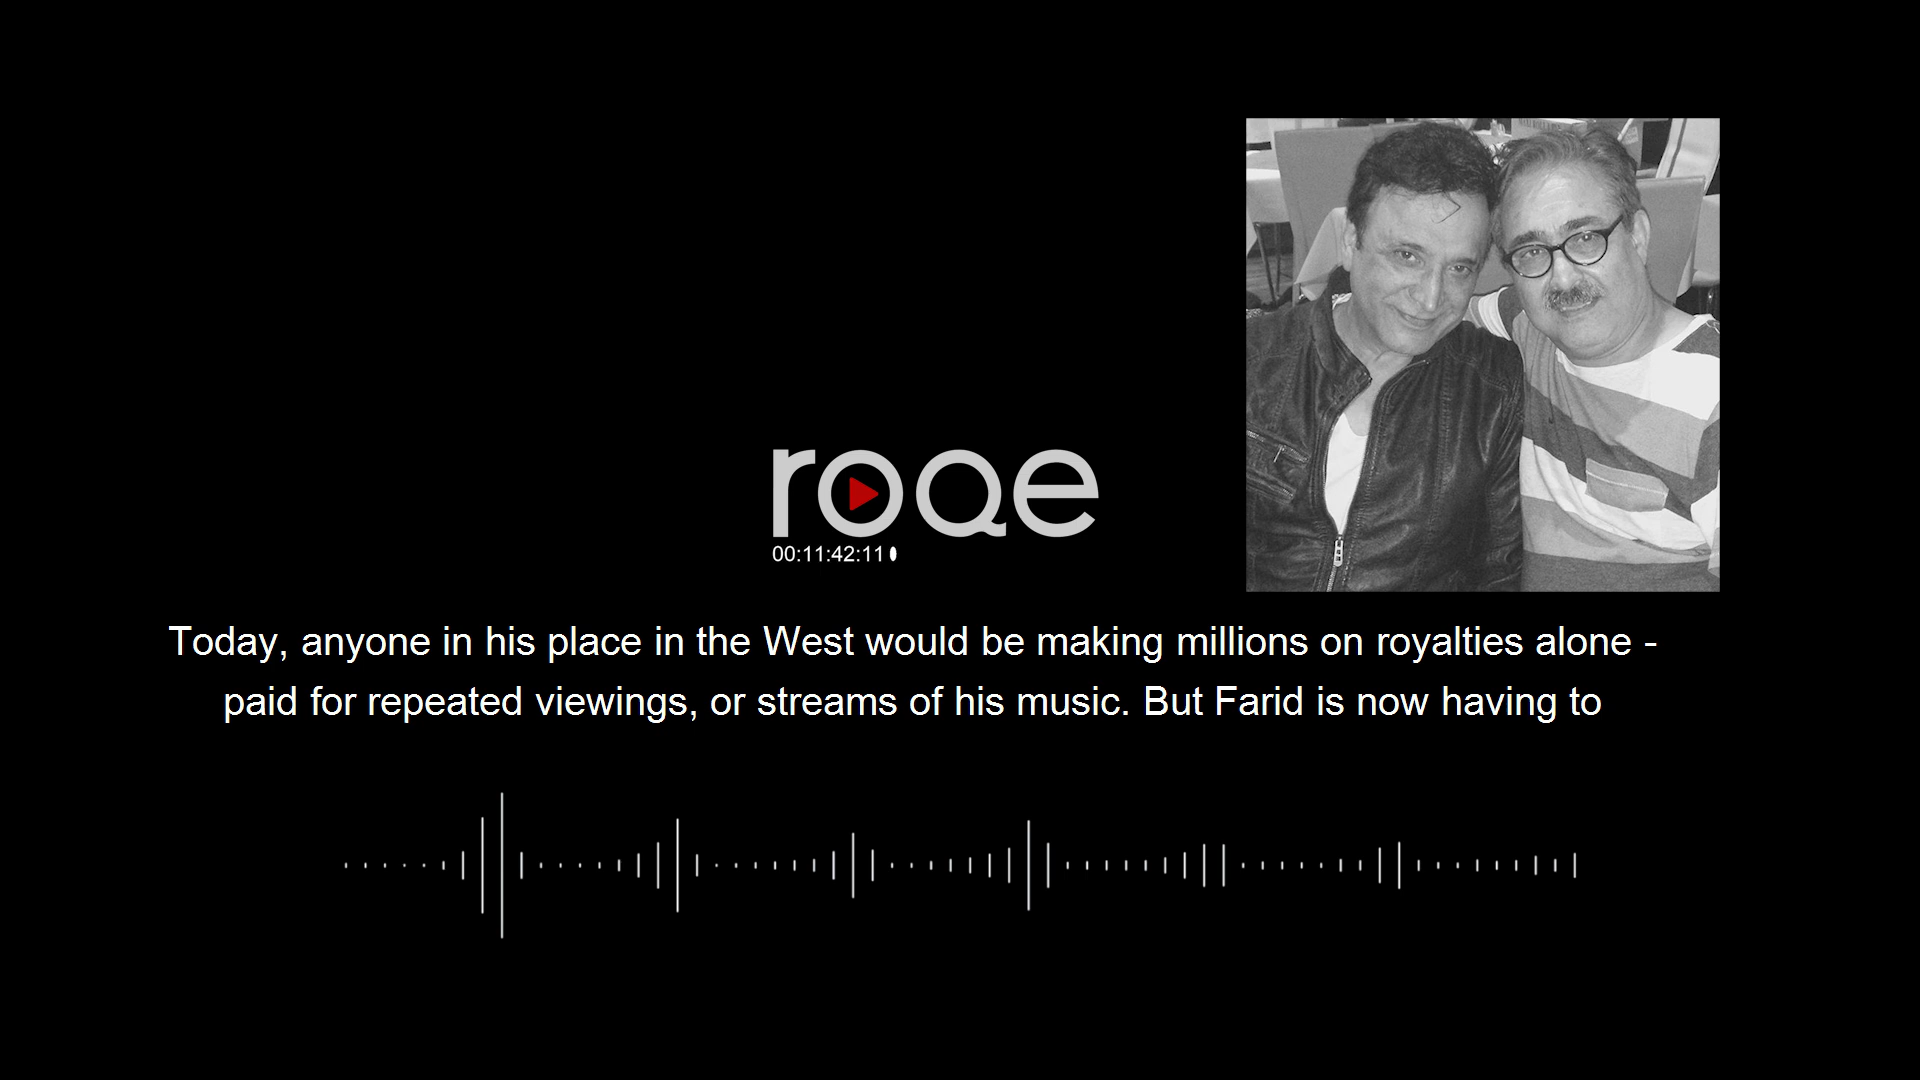 roqe
00:11:42:11
Today, anyone in his place in the West would be making millions on royalties alone -
paid for repeated viewings, or streams of his music. But Farid is now having to